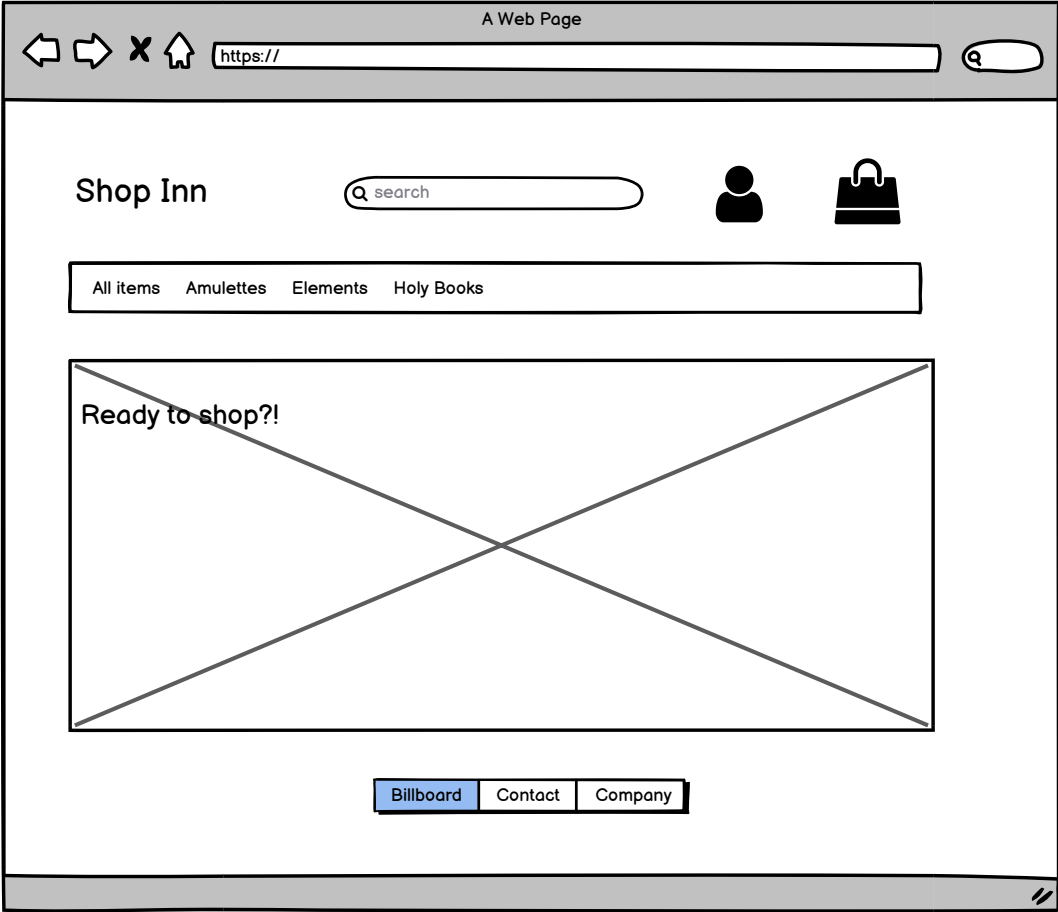 A Web Page
https://
Shop Inn
search
All items Amulettes Elements Holy Books
Ready to shop?!
Billboard Contact Company